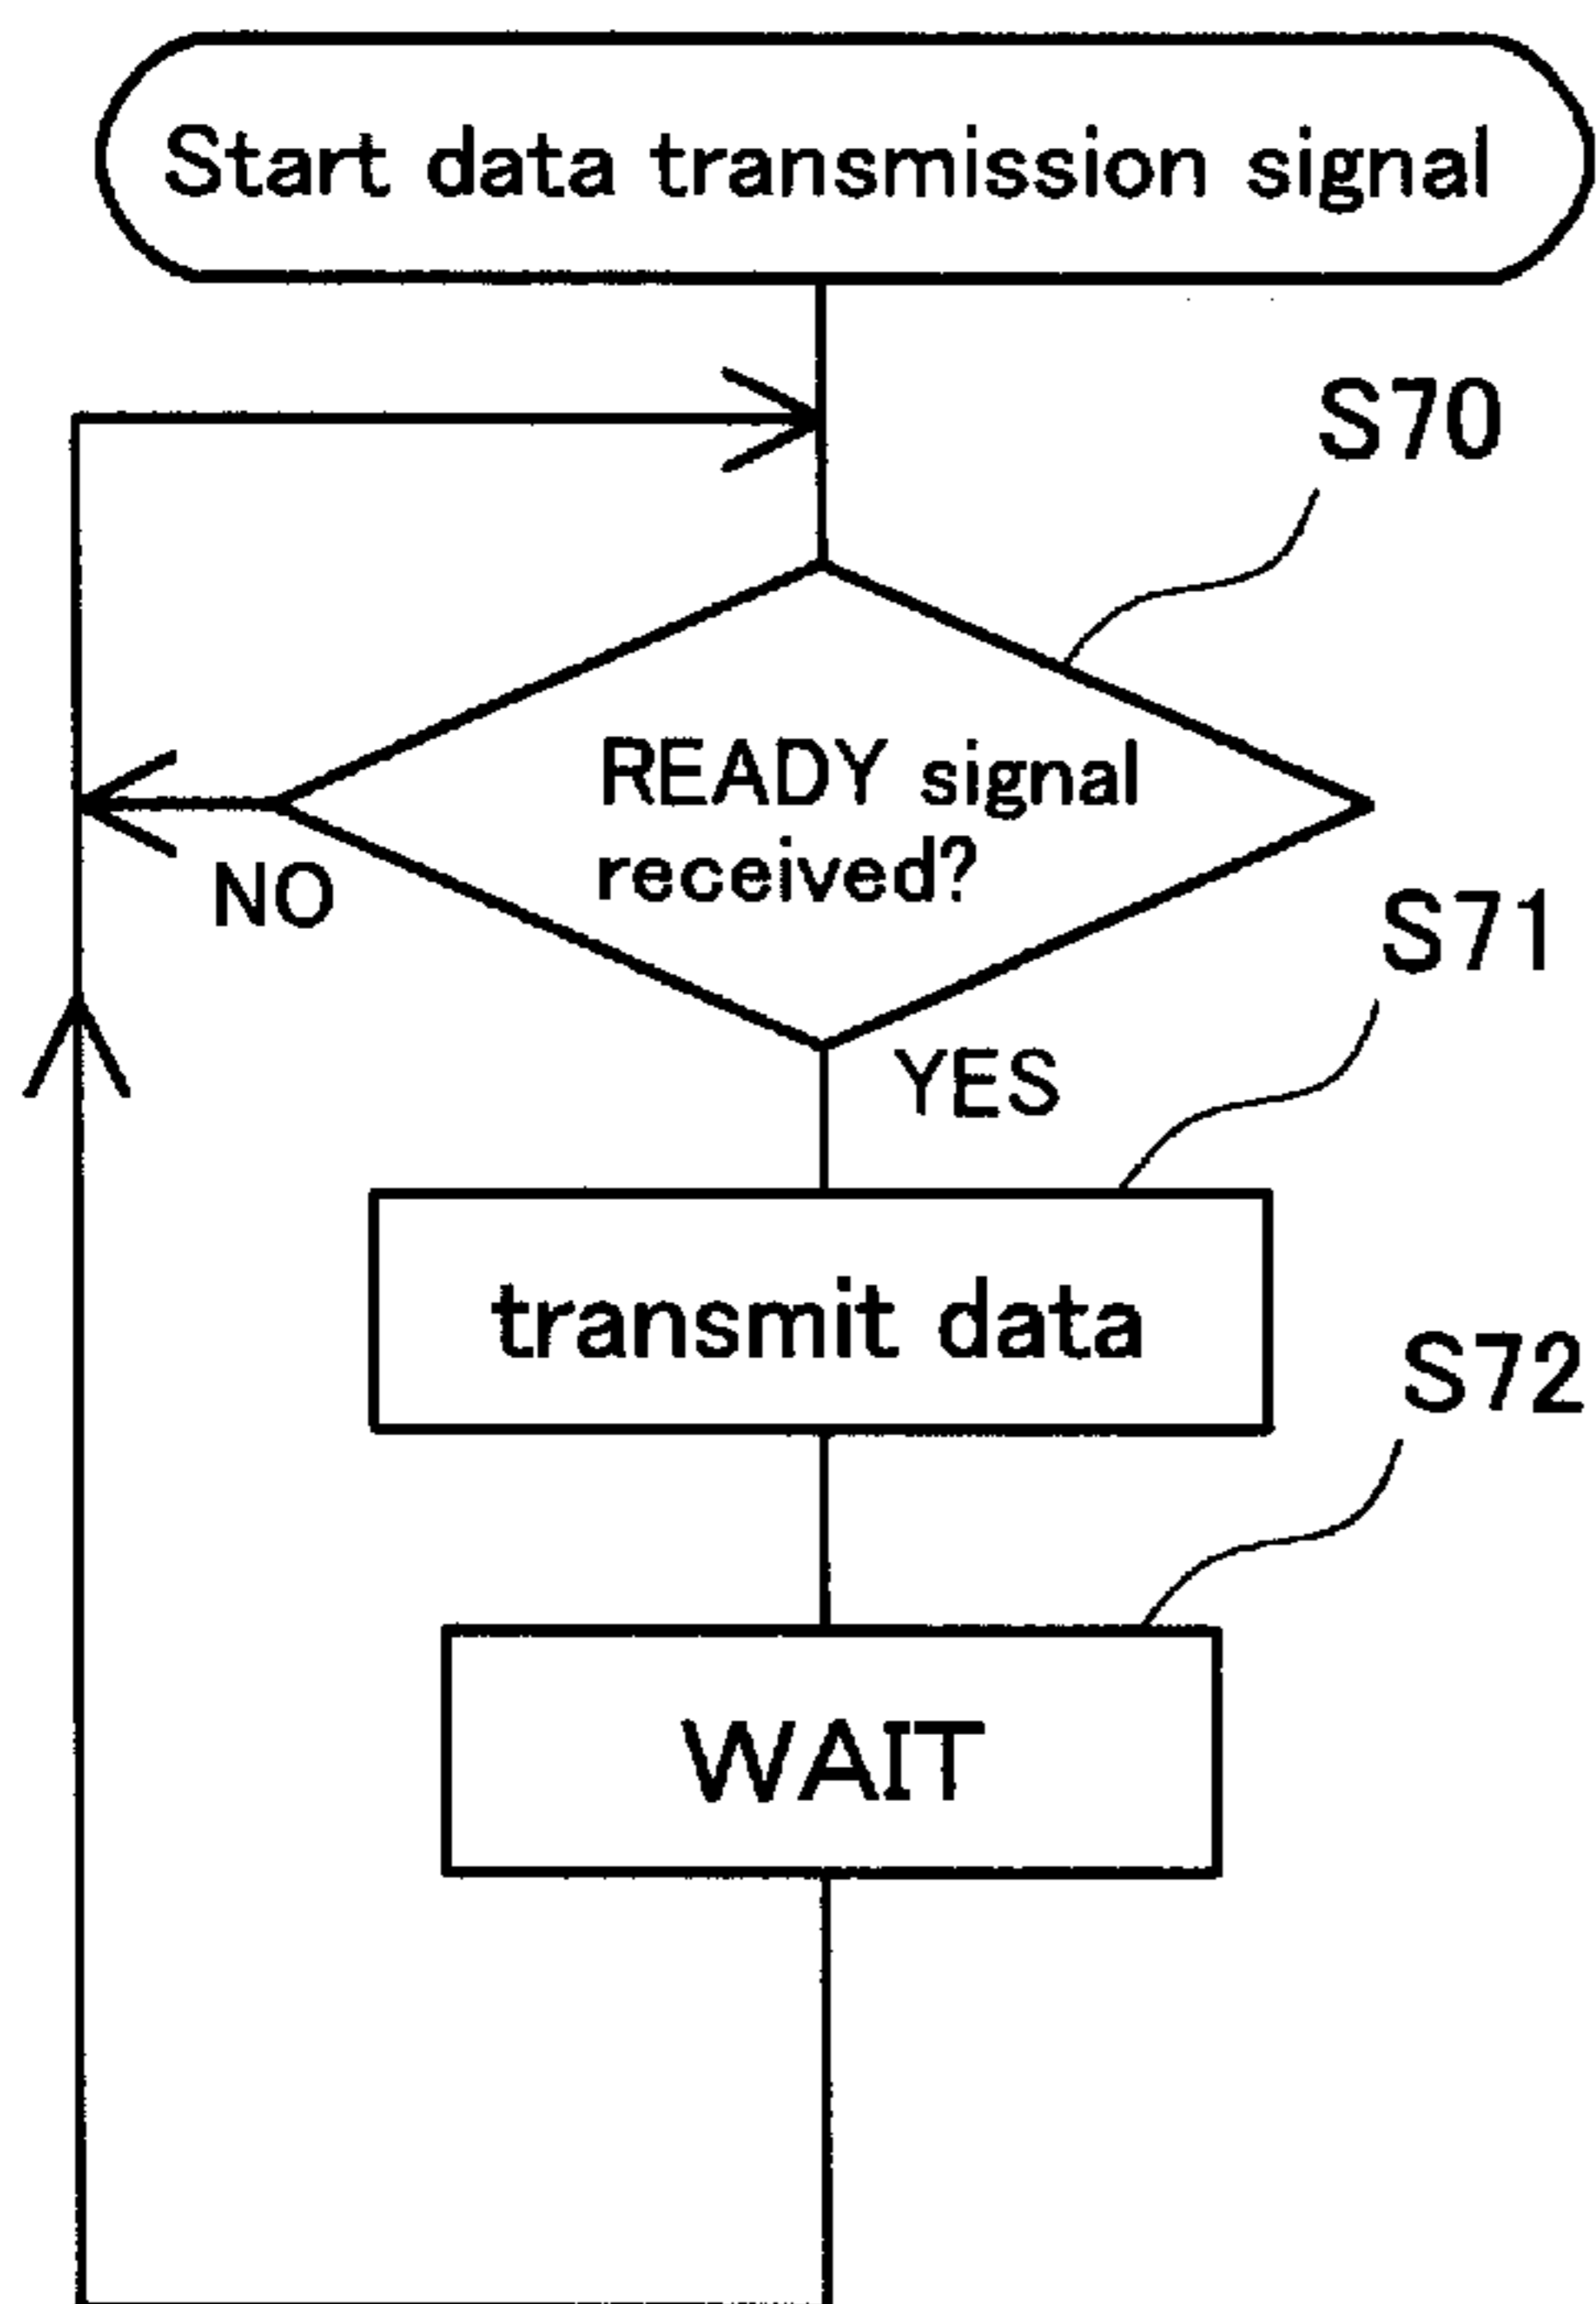 Start data transmission signal
S70
READY signal
received?
NO
S71
YES
transmit data
S72
WAIT